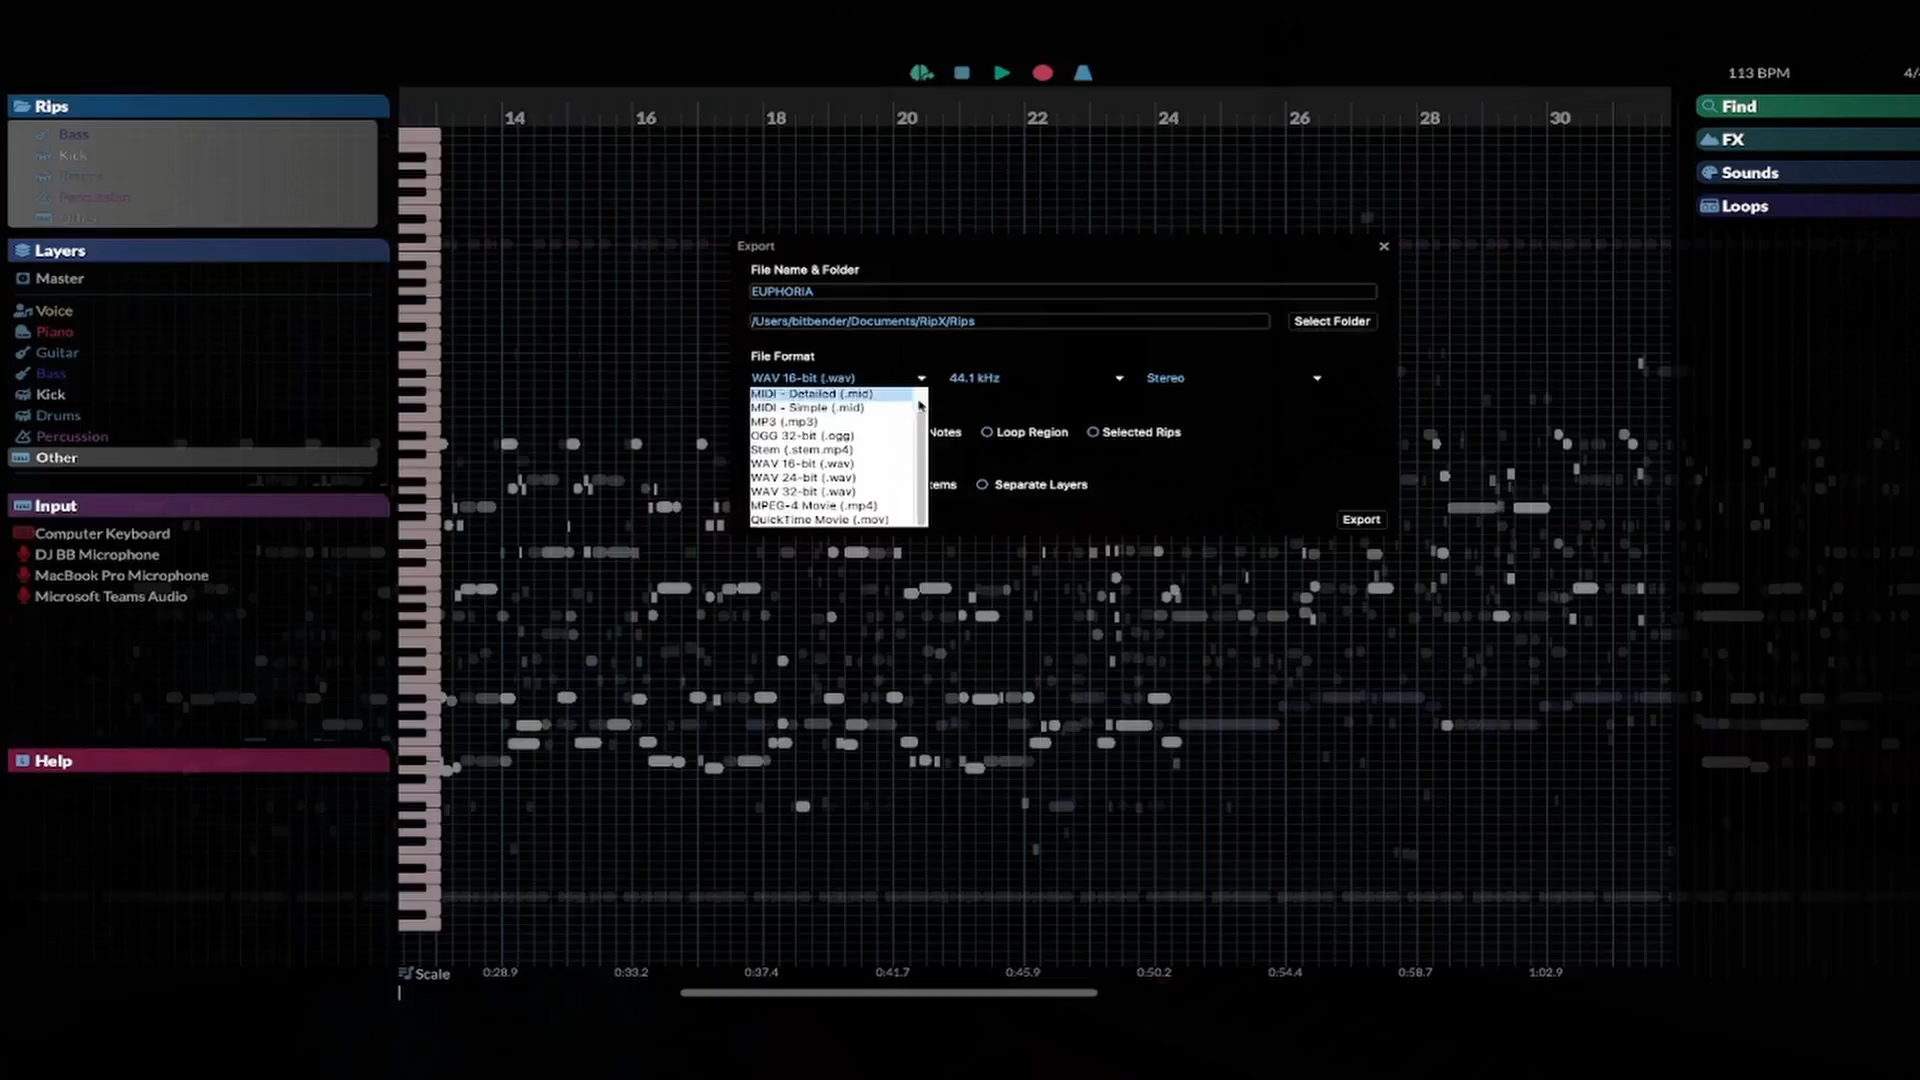 113 BPM
4/4
Rips
Bass
Kick
Drums
Percussion
Other
Layers
Master
Voice
Piano
Guitar
Bass
Kick
Drums
Percussion
Other
Input
Computer Keyboard
DJ BB Microphone
MacBook Pro Microphone
Microsoft Teams Audio
Help
14 16 18 20 22 24 26 28 30
Export
File Name & Folder
EUPHORIA
/Users/bitbender/Documents/RipX/Rips
Select Folder
File Format
WAV 16-bit (.wav) 44.1 kHz Stereo
MIDI - Detailed (.mid)
MIDI - Simple (.mid)
MP3 (.mp3)
OGG 32-bit (.ogg)
Stem (.stem.mp4)
WAV 16-bit (.wav)
WAV 24-bit (.wav)
WAV 32-bit (.wav)
MPEG-4 Movie (.mp4)
QuickTime Movie (.mov)
Notes Loop Region Selected Rips
Separate Layers
Export
Find
FX
Sounds
Loops
Scale 0:28.9 0:33.2 0:37.4 0:41.7 0:45.9 0:50.2 0:54.4 0:58.7 1:02.9